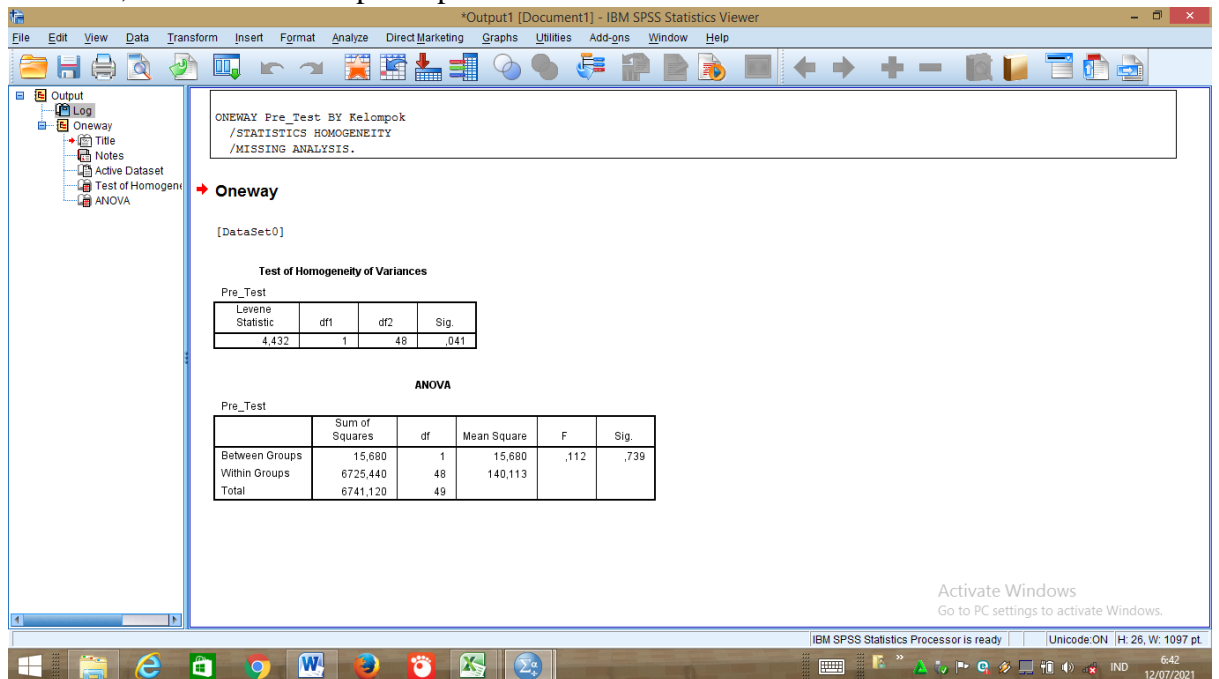 *Output1 [Document1] - IBM SPSS Statistics Viewer
File Edit View Data Transform Insert Format Analyze Direct Marketing Graphs Utilities Add-ons Window Help
Output
Log
Oneway
Title
Notes
Active Dataset
Test of Homogene
ANOVA
ONEWAY Pre_Test BY Kelompok
/STATISTICS HOMOGENEITY
/MISSING ANALYSIS.
Oneway
[DataSet0]
Test of Homogeneity of Variances
Pre_Test
Levene Statistic df1 df2 Sig.
4,432 1 48 ,041
ANOVA
Pre_Test
Sum of Squares df Mean Square F Sig.
Between Groups 15,680 1 15,680 ,112 ,739
Within Groups 6725,440 48 140,113
Total 6741,120 49
Activate Windows
Go to PC settings to activate Windows.
IBM SPSS Statistics Processor is ready Unicode:ON H: 26, W: 1097 pt.
IND 6:42
12/07/2021